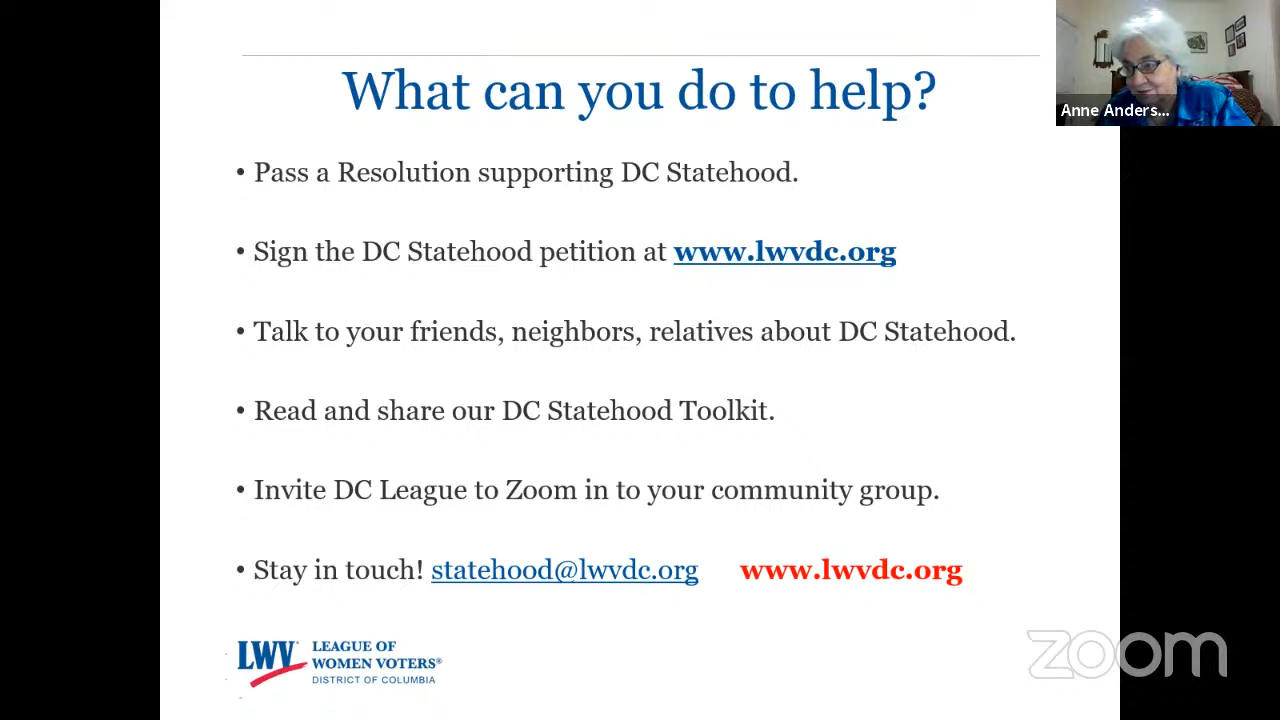 What can you do to help?
Anne Anders...
• Pass a Resolution supporting DC Statehood.
• Sign the DC Statehood petition at www.lwvdc.org
• Talk to your friends, neighbors, relatives about DC Statehood.
• Read and share our DC Statehood Toolkit.
• Invite DC League to Zoom in to your community group.
• Stay in touch! statehood@lwvdc.org www.lwvdc.org
LWV®
LEAGUE OF
WOMEN VOTERS®
DISTRICT OF COLUMBIA
zoom